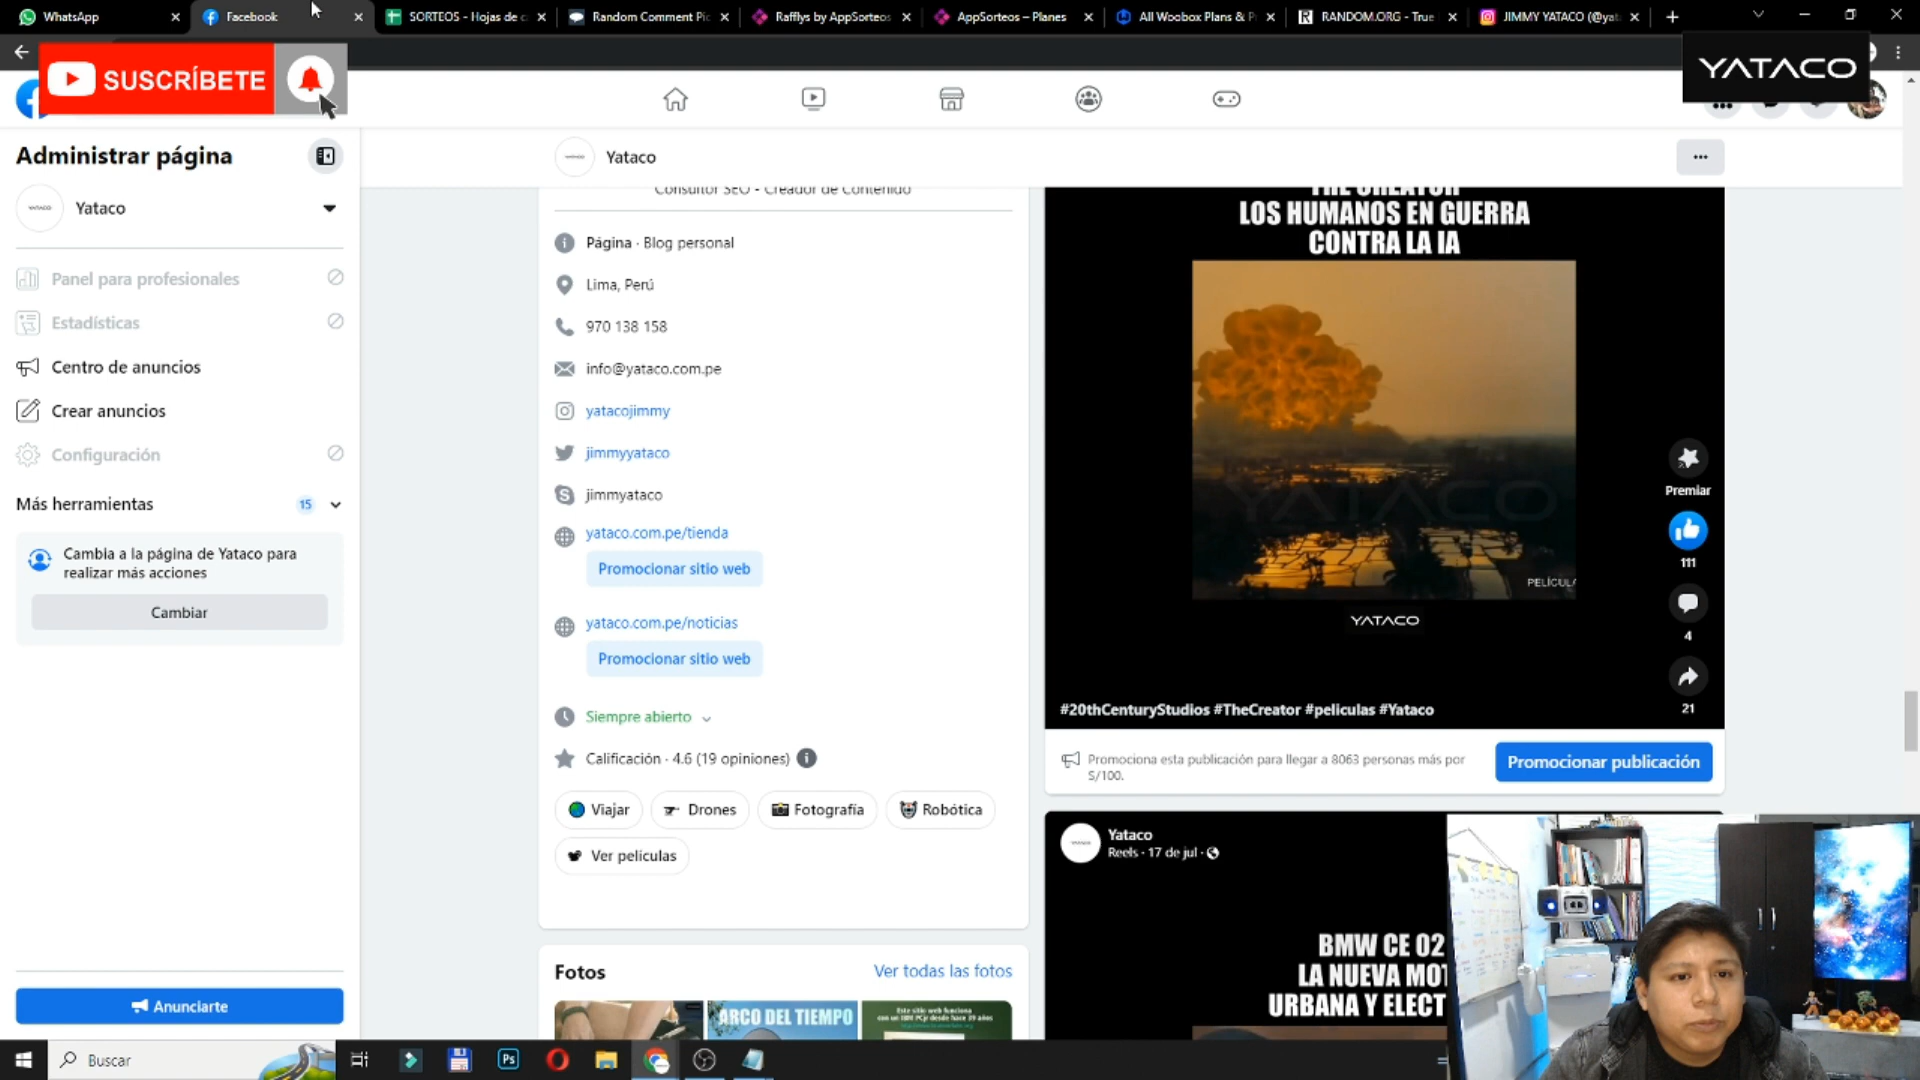 WhatsApp
Facebook
SORTEOS - Hojas de c
Random Comment Pic
Rafflys by AppSorteos
AppSorteos – Planes
All Woobox Plans & P
RANDOM.ORG - True
JIMMY YATACO (@yat
SUSCRÍBETE
YATACO
Administrar página
Yataco
Yataco
Panel para profesionales
Estadísticas
Centro de anuncios
Crear anuncios
Configuración
Más herramientas 15
Cambia a la página de Yataco para
realizar más acciones
Cambiar
Anunciarte
Consultor SEO - Creador de Contenido
Página · Blog personal
Lima, Perú
970 138 158
info@yataco.com.pe
yatacojimmy
jimmyyataco
jimmyataco
yataco.com.pe/tienda
Promocionar sitio web
yataco.com.pe/noticias
Promocionar sitio web
Siempre abierto
Calificación · 4.6 (19 opiniones)
Viajar
Drones
Fotografía
Robótica
Ver películas
Fotos
Ver todas las fotos
ARCO DEL TIEMPO
Este sitio web funciona
con un IBM PCjr desde hace 39 años
THE CREATOR
LOS HUMANOS EN GUERRA
CONTRA LA IA
YATACO
PELÍCULA
YATACO
Premiar
111
4
21
#20thCenturyStudios #TheCreator #peliculas #Yataco
Promociona esta publicación para llegar a 8063 personas más por
S/100.
Promocionar publicación
Yataco
Reels · 17 de jul ·
BMW CE 02
LA NUEVA MOT
URBANA Y ELECT
Buscar
Ps